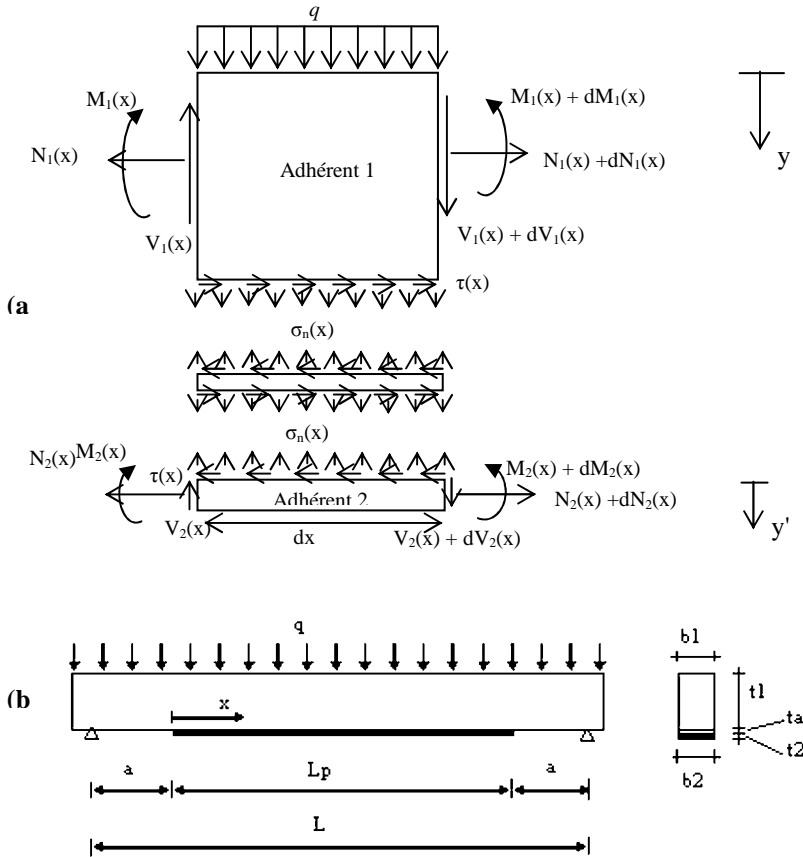 q
M₁(x)
M₁(x) + dM₁(x)
N₁(x)
Adhérent 1
N₁(x) +dN₁(x)
y
V₁(x)
V₁(x) + dV₁(x)
τ(x)
(a
σₙ(x)
σₙ(x)
N₂(x)
M₂(x)
τ(x)
M₂(x) + dM₂(x)
Adhérent 2
N₂(x) +dN₂(x)
V₂(x)
dx
V₂(x) + dV₂(x)
y'
q
b1
(b
x
t1
ta
t2
a
Lp
a
b2
L